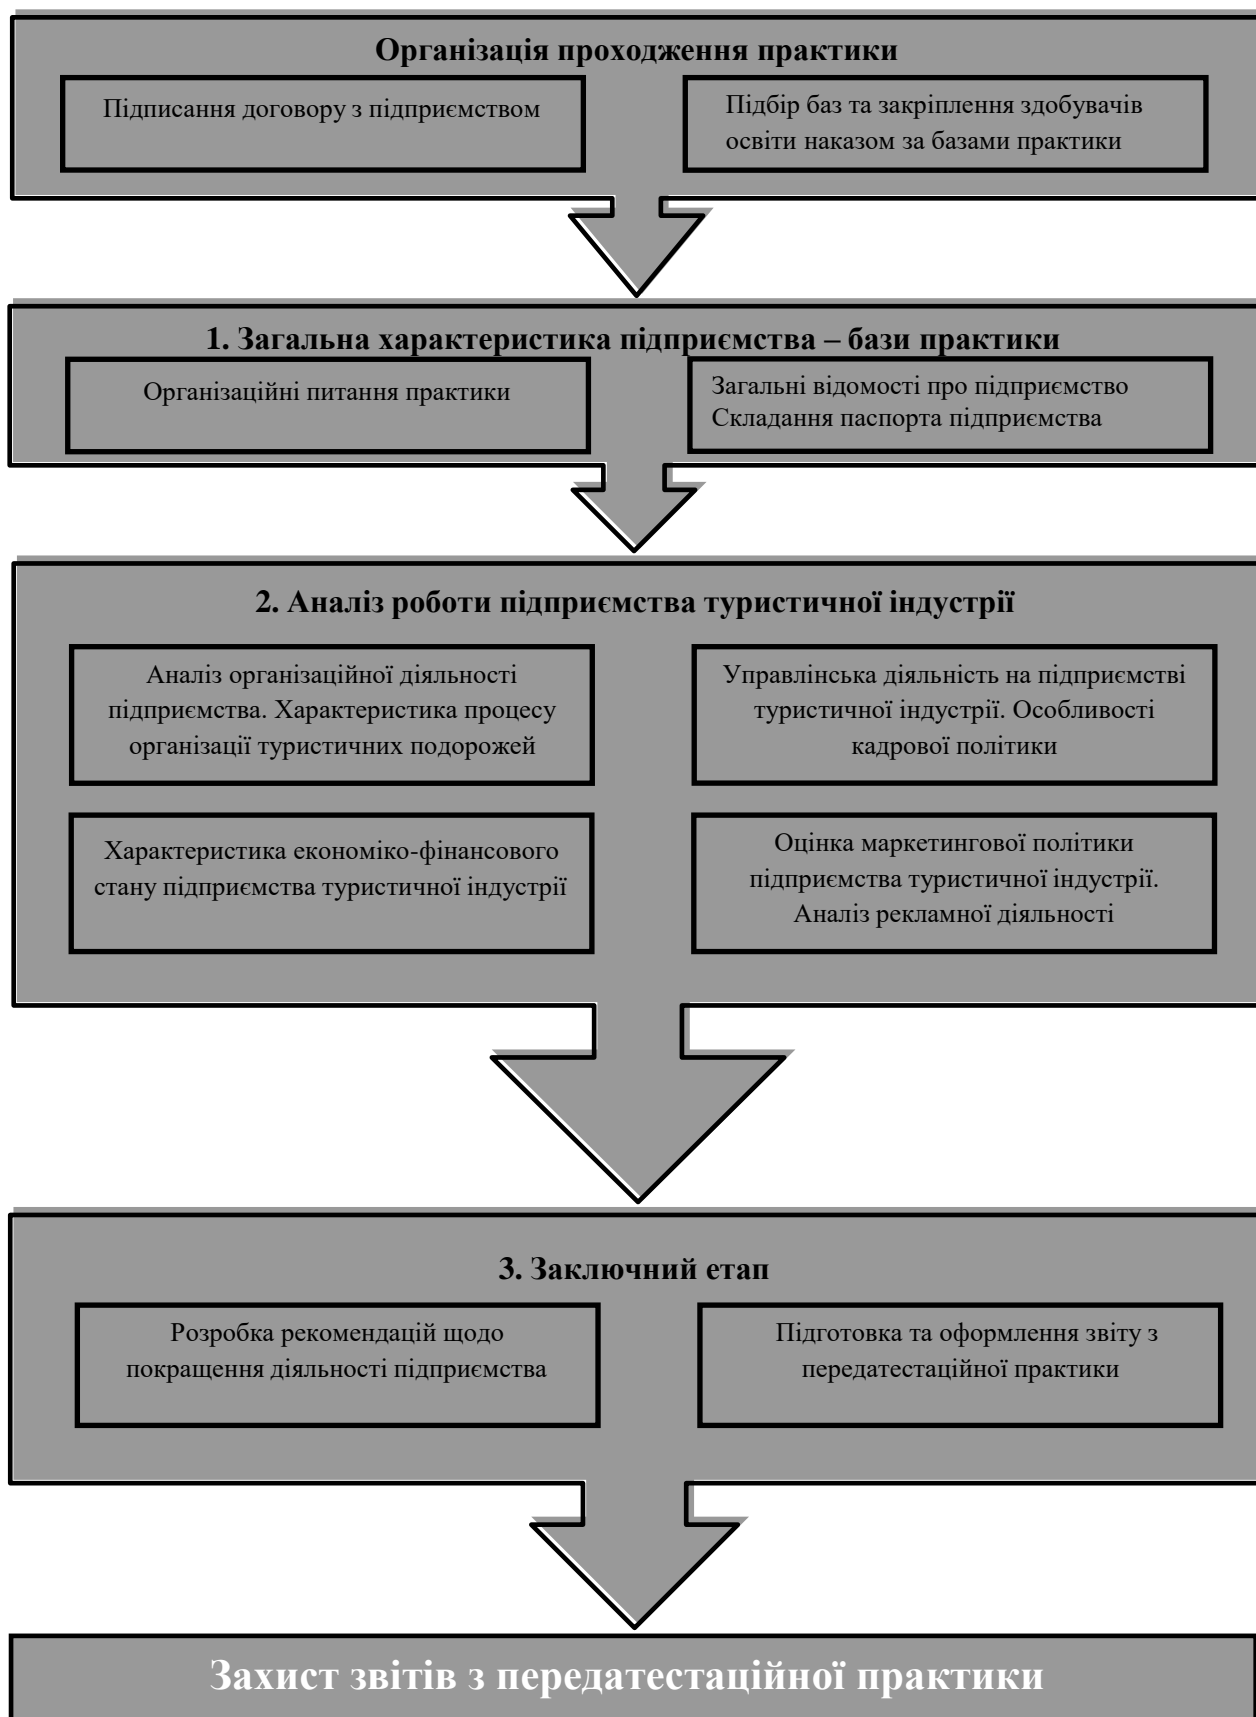 Організація проходження практики
Підписання договору з підприємством
Підбір баз та закріплення здобувачів
освіти наказом за базами практики
1. Загальна характеристика підприємства – бази практики
Організаційні питання практики
Загальні відомості про підприємство
Складання паспорта підприємства
2. Аналіз роботи підприємства туристичної індустрії
Аналіз організаційної діяльності
підприємства. Характеристика процесу
організації туристичних подорожей
Управлінська діяльність на підприємстві
туристичної індустрії. Особливості
кадрової політики
Характеристика економіко-фінансового
стану підприємства туристичної індустрії
Оцінка маркетингової політики
підприємства туристичної індустрії.
Аналіз рекламної діяльності
3. Заключний етап
Розробка рекомендацій щодо
покращення діяльності підприємства
Підготовка та оформлення звіту з
передатестаційної практики
Захист звітів з передатестаційної практики